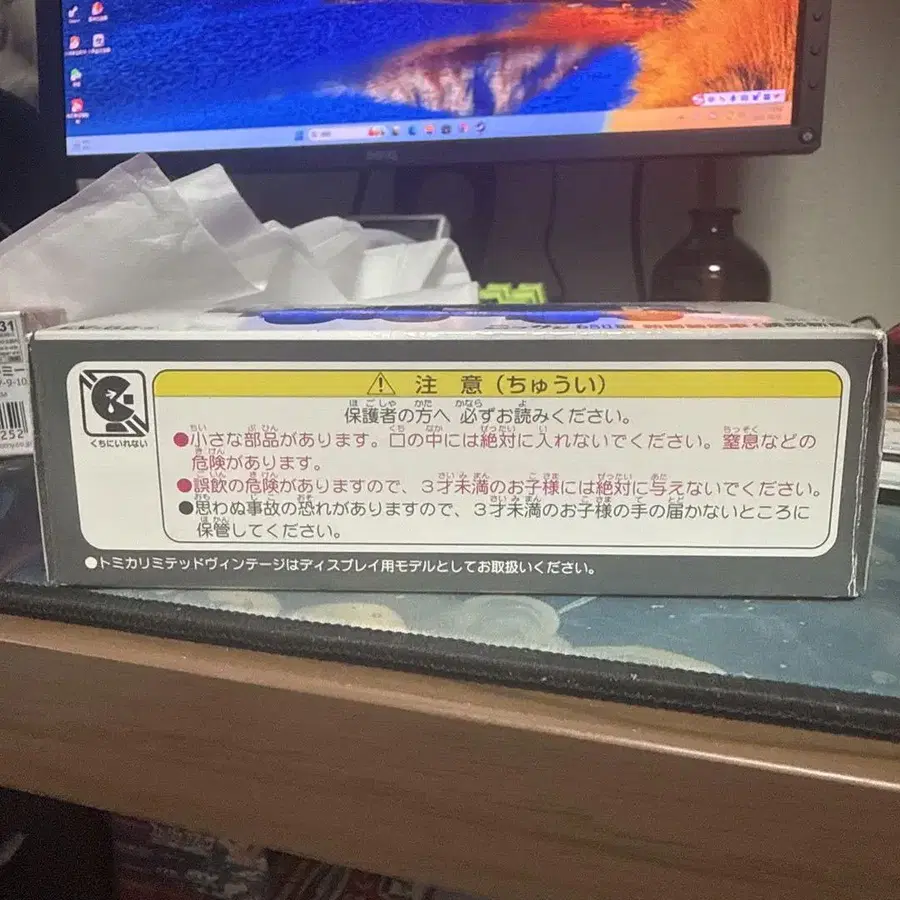 注 意(ちゅうい)
保護者の方へ 必ずお読みください。
●小さな部品があります。口の中には絶対に入れないでください。窒息などの
危険があります。
●誤飲の危険がありますので、3才未満のお子様には絶対に与えないでください。
●思わぬ事故の恐れがありますので、3才未満のお子様の手の届かないところに
保管してください。
くちにいれない
●トミカリミテッドヴィンテージはディスプレイ用モデルとしてお取扱いください。
31
ミー
252